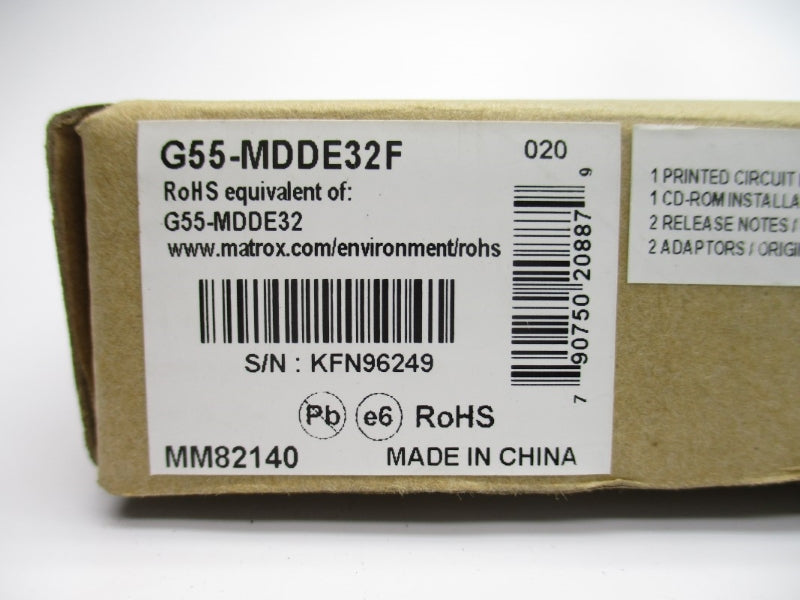 G55-MDDE32F
020
RoHS equivalent of:
G55-MDDE32
www.matrox.com/environment/rohs
S/N : KFN96249
Pb e6 RoHS
MM82140
MADE IN CHINA
7 90750 20887 9
1 PRINTED CIRCUIT
1 CD-ROM INSTALLA
2 RELEASE NOTES /
2 ADAPTORS / ORIGI